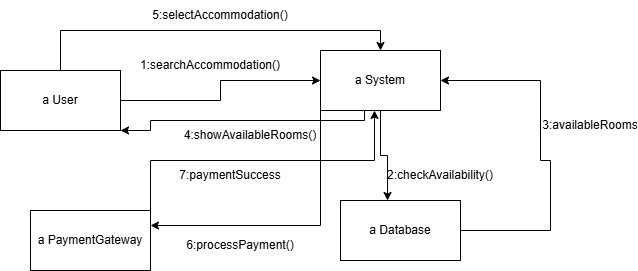 5:selectAccommodation()
1:searchAccommodation()
a User
a System
4:showAvailableRooms()
3:availableRooms
7:paymentSuccess
2:checkAvailability()
a PaymentGateway
a Database
6:processPayment()